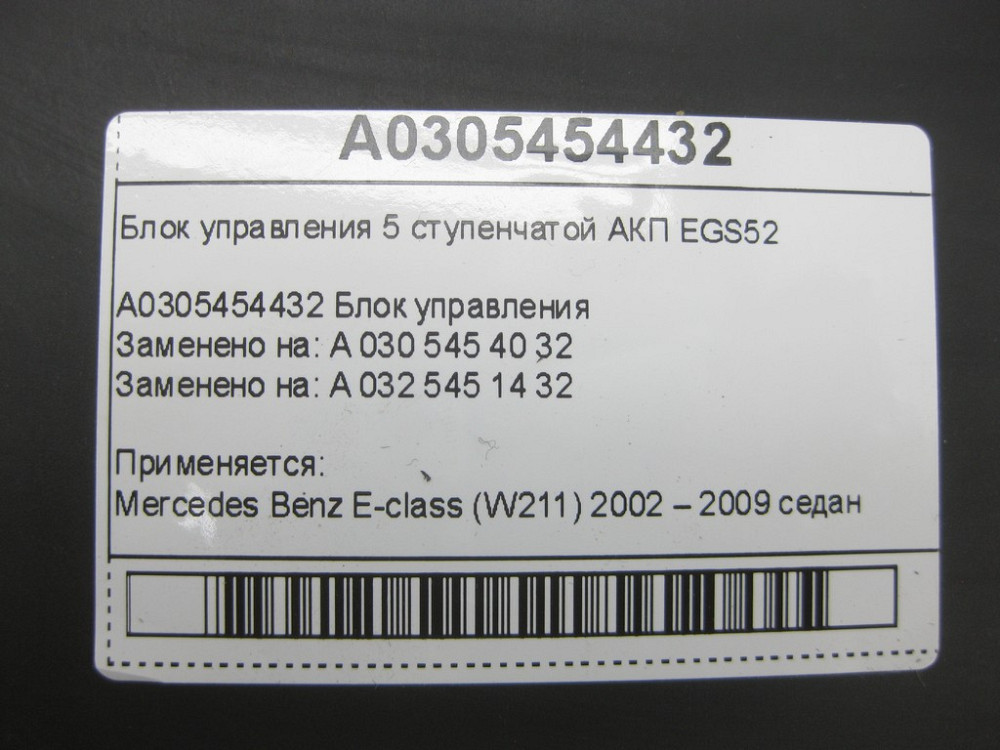 A0305454432
Блок управления 5 ступенчатой АКП EGS52
A0305454432 Блок управления
Заменено на: A 030 545 40 32
Заменено на: A 032 545 14 32
Применяется:
Mercedes Benz E-class (W211) 2002 – 2009 седан